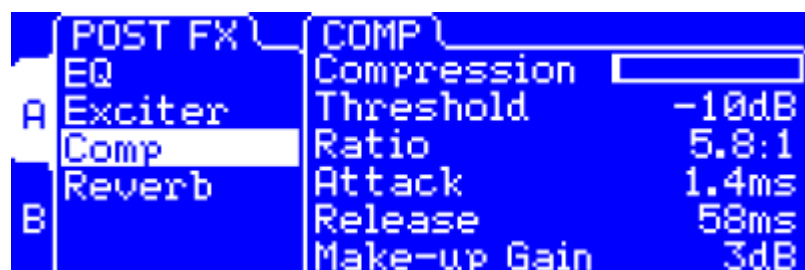 POST FX
EQ
Exciter
Comp
Reverb
A
B
COMP
Compression
Threshold -10dB
Ratio 5.8:1
Attack 1.4ms
Release 58ms
Make-up Gain 3dB